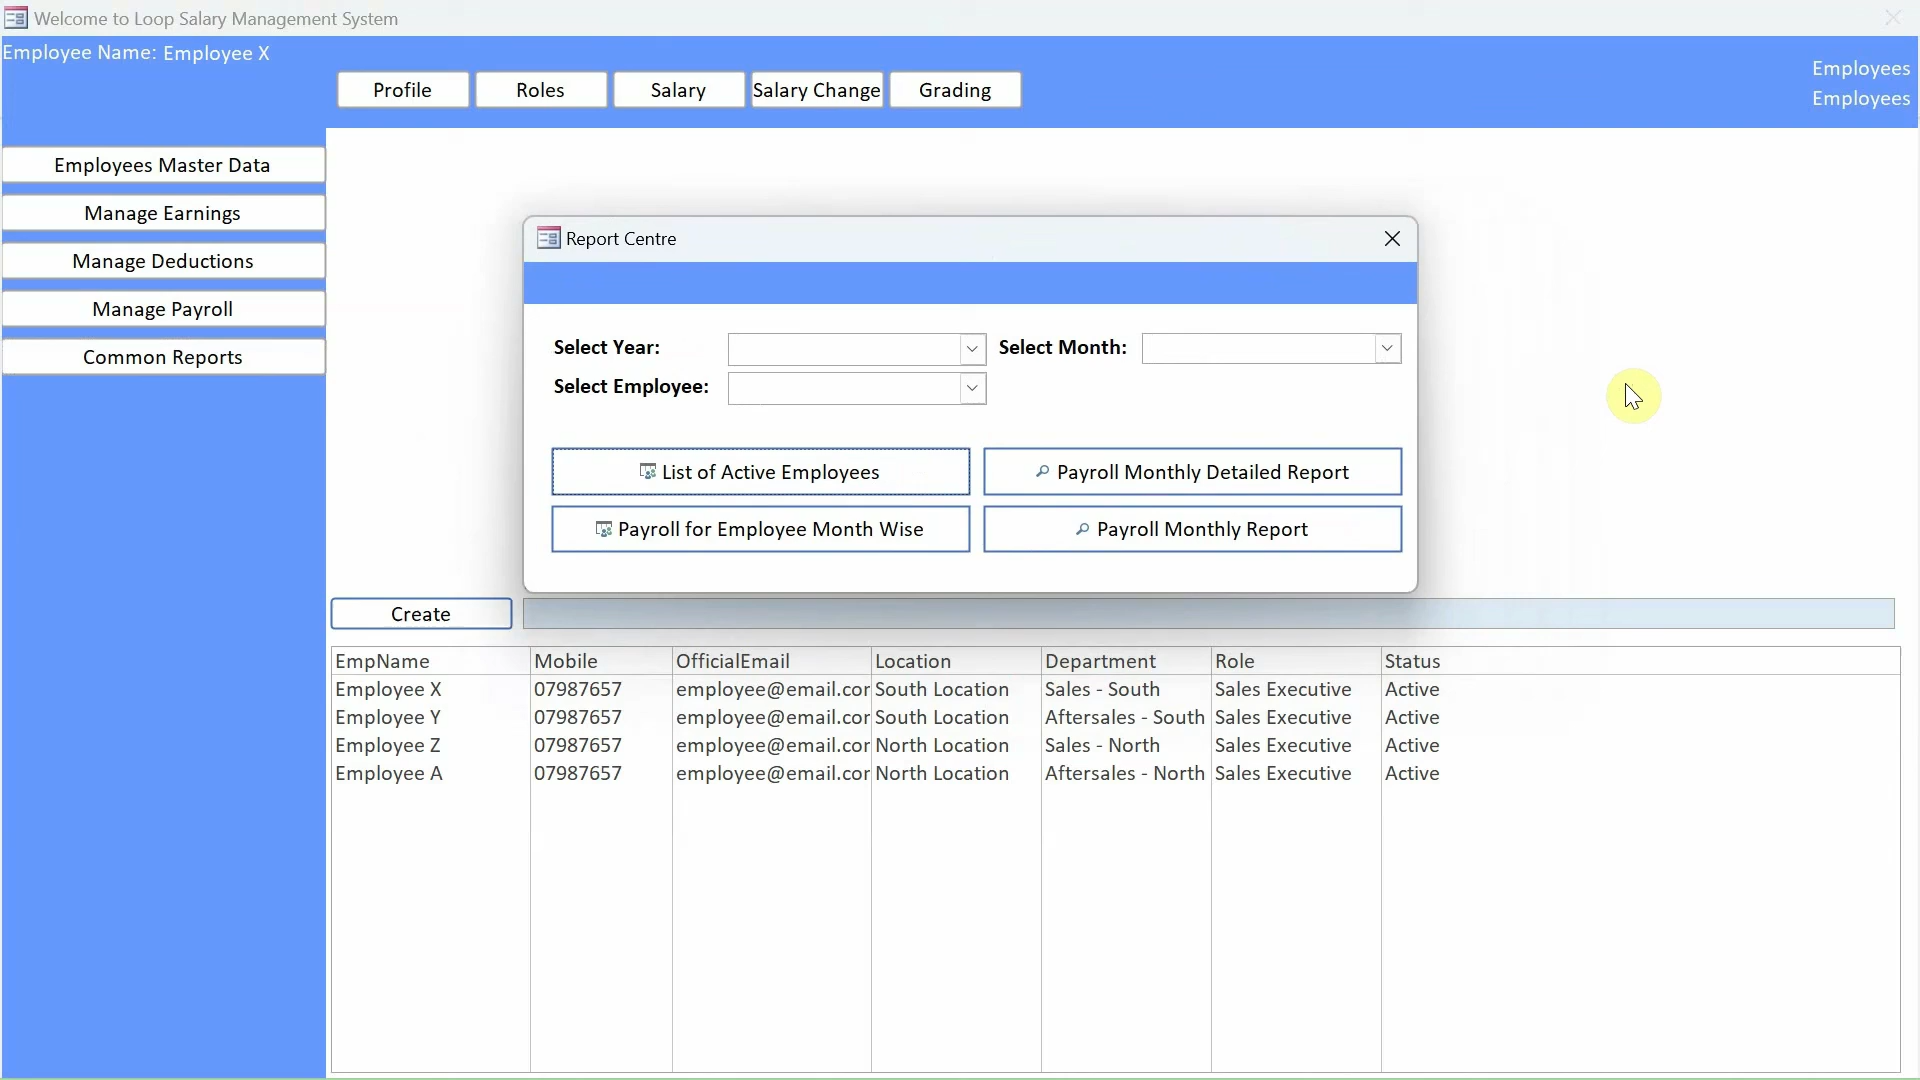 Welcome to Loop Salary Management System
Employee Name: Employee X
Profile Roles Salary Salary Change Grading
Employees
Employees
Employees Master Data
Manage Earnings
Manage Deductions
Manage Payroll
Common Reports
Report Centre
Select Year: Select Month:
Select Employee:
List of Active Employees Payroll Monthly Detailed Report
Payroll for Employee Month Wise Payroll Monthly Report
Create
EmpName Mobile OfficialEmail Location Department Role Status
Employee X 07987657 employee@email.cor South Location Sales - South Sales Executive Active
Employee Y 07987657 employee@email.cor South Location Aftersales - South Sales Executive Active
Employee Z 07987657 employee@email.cor North Location Sales - North Sales Executive Active
Employee A 07987657 employee@email.cor North Location Aftersales - North Sales Executive Active